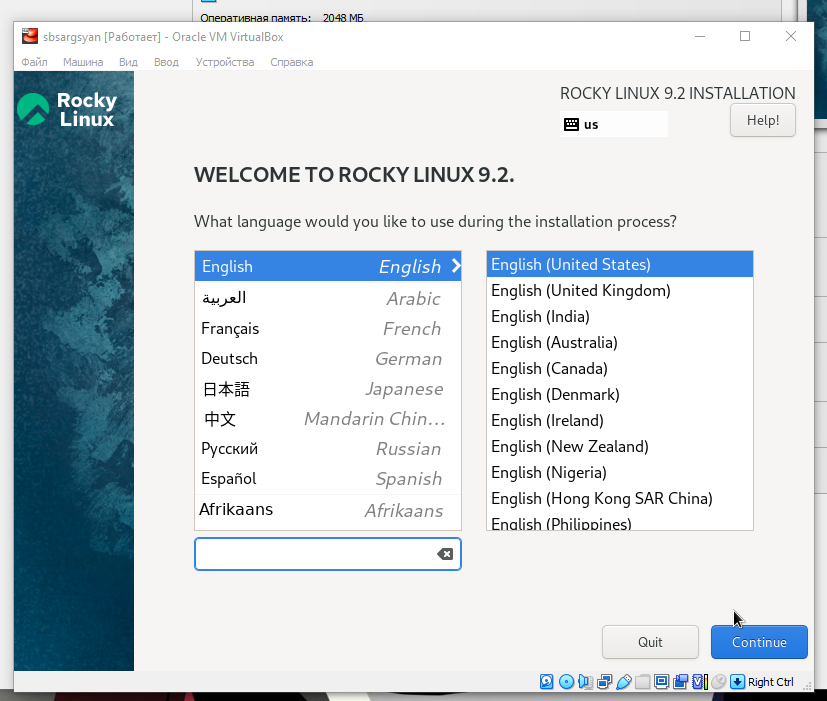 Оперативная память: 2048 МБ
sbsargsyan [Работает] - Oracle VM VirtualBox
Файл Машина Вид Ввод Устройства Справка
Rocky
Linux
ROCKY LINUX 9.2 INSTALLATION
us
Help!
WELCOME TO ROCKY LINUX 9.2.
What language would you like to use during the installation process?
English English
العربية Arabic
Français French
Deutsch German
日本語 Japanese
中文 Mandarin Chin...
Русский Russian
Español Spanish
Afrikaans Afrikaans
English (United States)
English (United Kingdom)
English (India)
English (Australia)
English (Canada)
English (Denmark)
English (Ireland)
English (New Zealand)
English (Nigeria)
English (Hong Kong SAR China)
English (Philippines)
Quit Continue
Right Ctrl